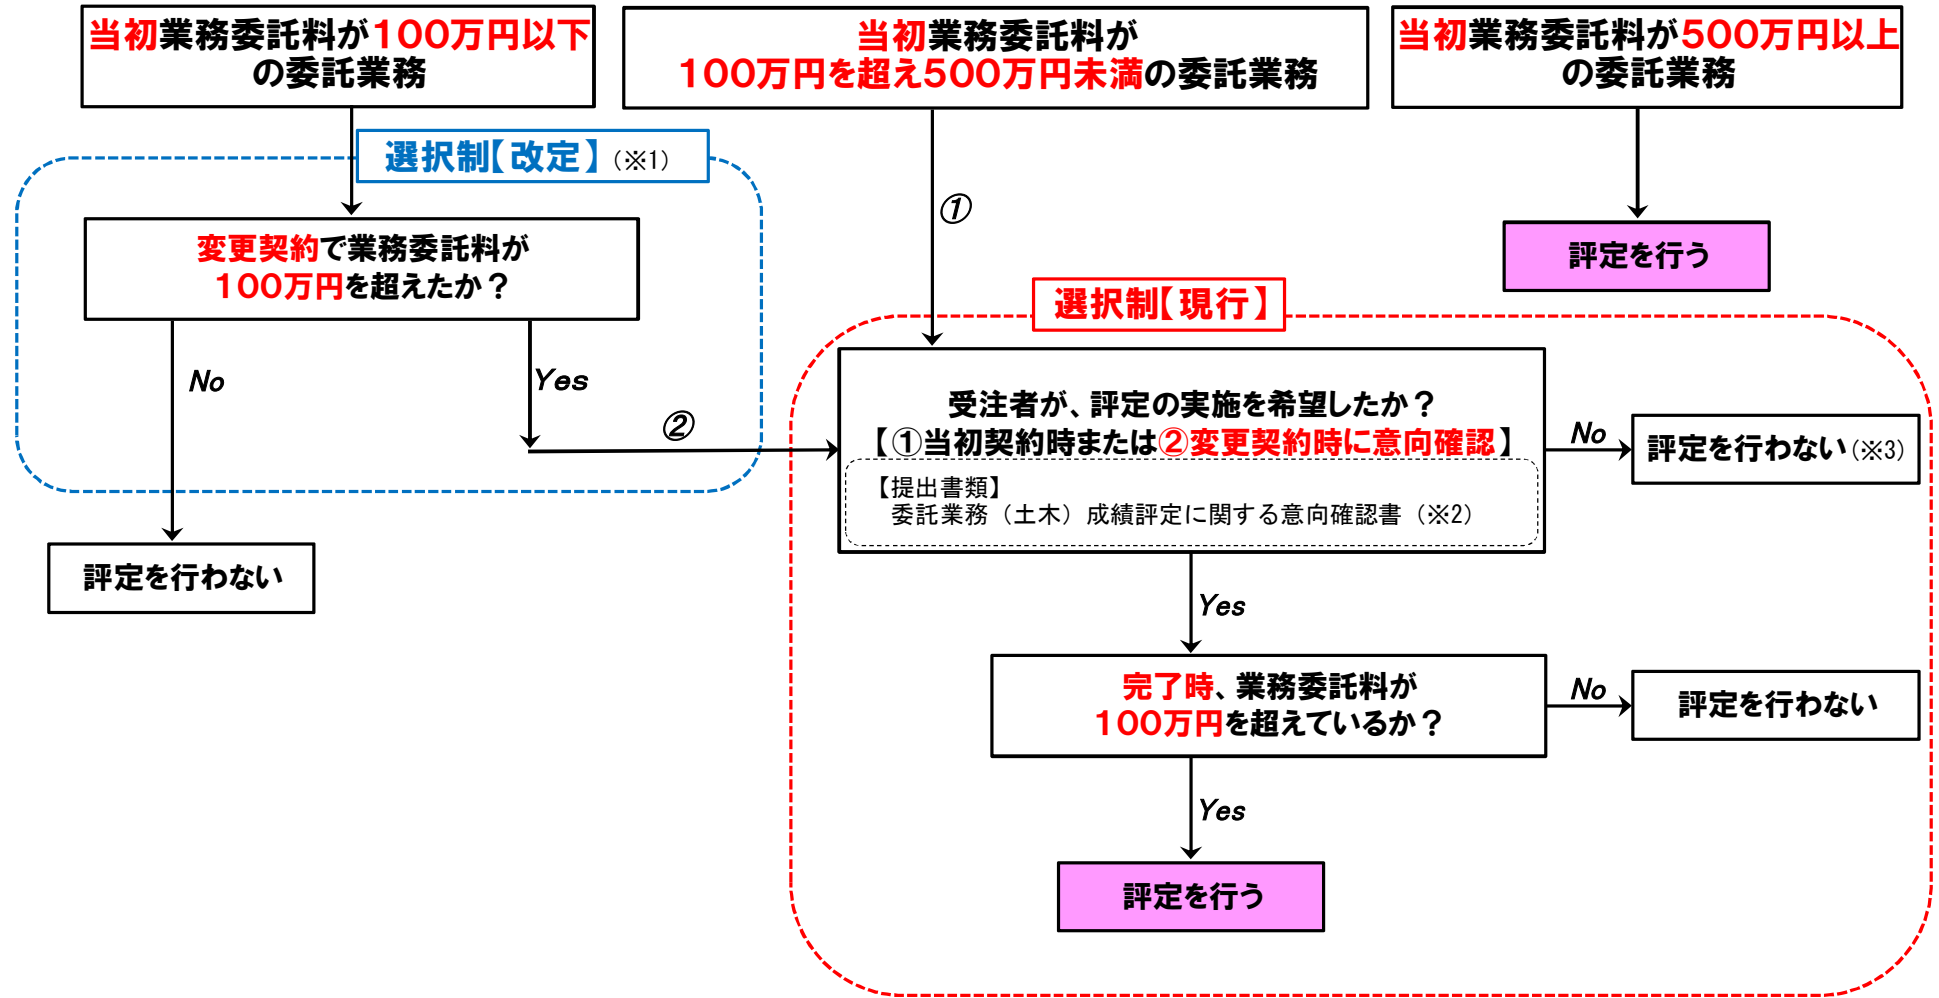 当初業務委託料が100万円以下
の委託業務
当初業務委託料が
100万円を超え500万円未満の委託業務
当初業務委託料が500万円以上
の委託業務
選択制【改定】（※1）
変更契約で業務委託料が
100万円を超えたか？
①
評定を行う
選択制【現行】
No
Yes
②
受注者が、評定の実施を希望したか？
【①当初契約時または②変更契約時に意向確認】
【提出書類】
委託業務（土木）成績評定に関する意向確認書（※2）
No
評定を行わない（※3）
評定を行わない
Yes
完了時、業務委託料が
100万円を超えているか？
No
評定を行わない
Yes
評定を行う